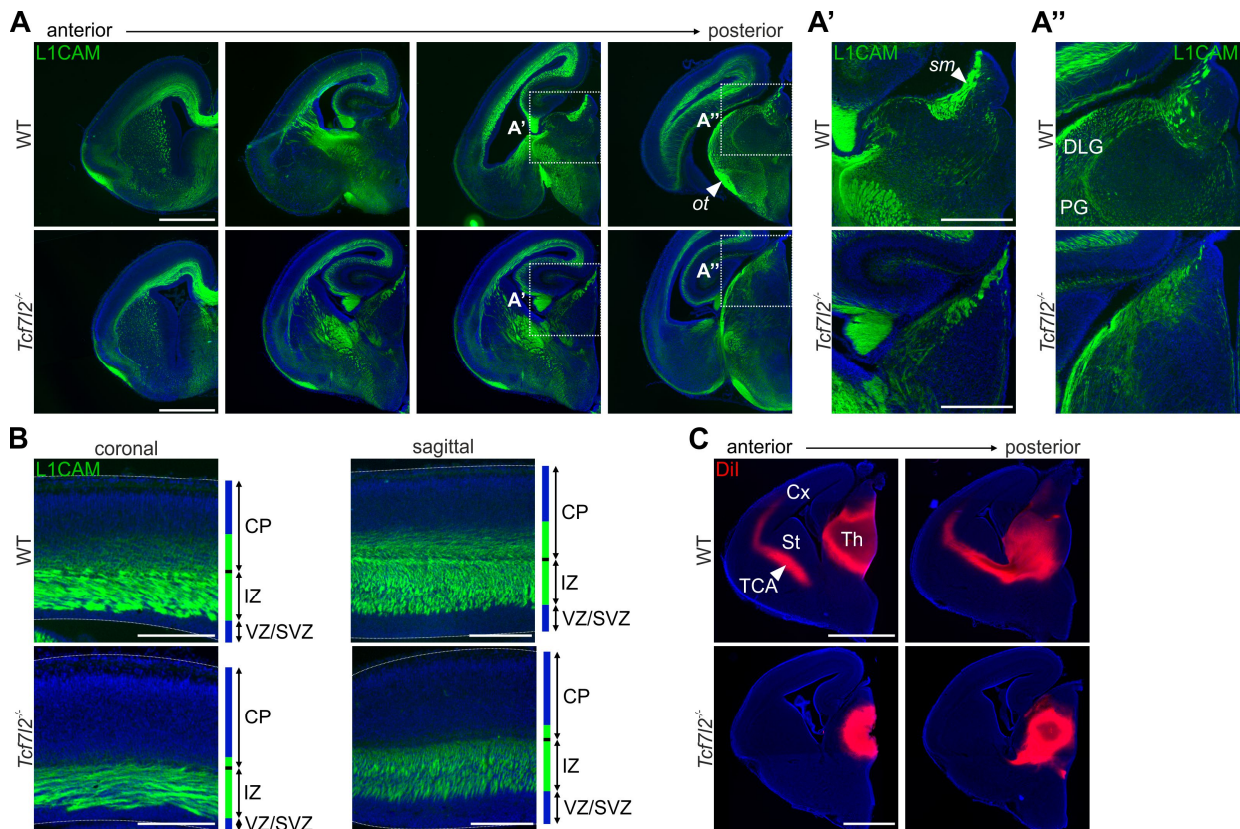 A
anterior
posterior
A'
A''
L1CAM
L1CAM
L1CAM
WT
A'
A''
ot
WT
sm
WT
DLG
PG
Tcf7l2-/-
A'
A''
Tcf7l2-/-
Tcf7l2-/-
B
coronal
sagittal
L1CAM
WT
CP
IZ
VZ/SVZ
CP
IZ
VZ/SVZ
Tcf7l2-/-
CP
IZ
VZ/SVZ
CP
IZ
VZ/SVZ
C
anterior
posterior
DiI
WT
Cx
St
Th
TCA
Tcf7l2-/-